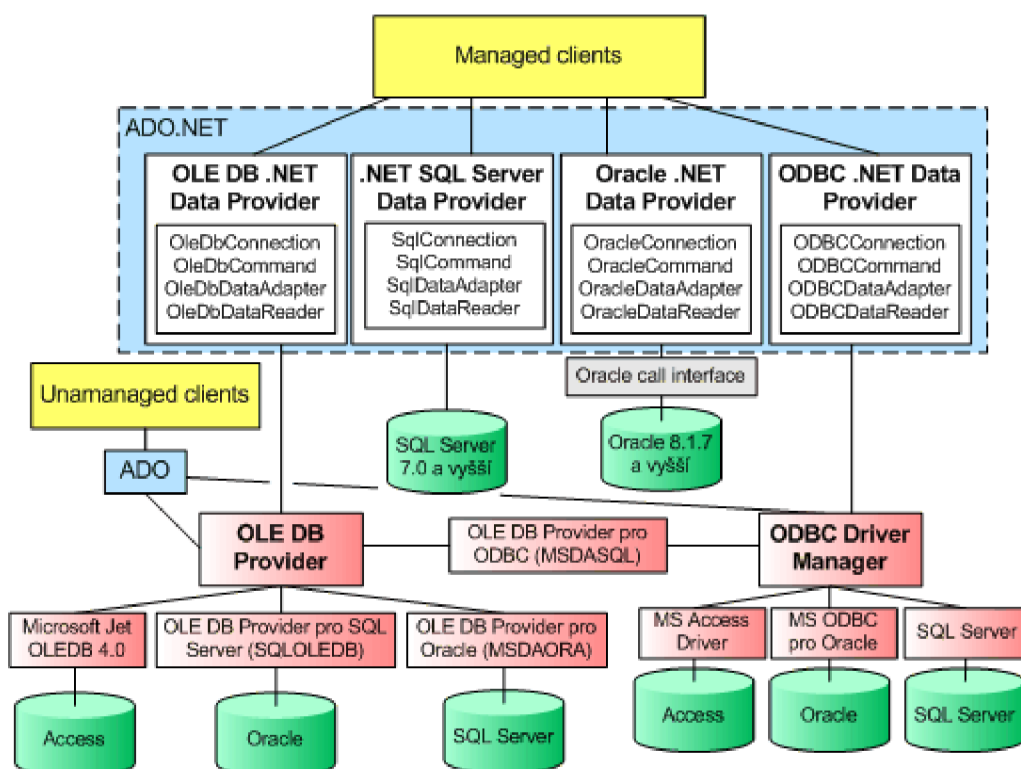 Managed clients
ADO.NET
OLE DB .NET
Data Provider
OleDbConnection
OleDbCommand
OleDbDataAdapter
OleDbDataReader
.NET SQL Server
Data Provider
SqlConnection
SqlCommand
SqlDataAdapter
SqlDataReader
Oracle .NET
Data Provider
OracleConnection
OracleCommand
OracleDataAdapter
OracleDataReader
ODBC .NET Data
Provider
ODBCConnection
ODBCCommand
ODBCDataAdapter
ODBCDataReader
Unamanaged clients
Oracle call interface
SQL Server
7.0 a vyšší
Oracle 8.1.7
a vyšší
ADO
OLE DB
Provider
OLE DB Provider pro
ODBC (MSDASQL)
ODBC Driver
Manager
Microsoft Jet
OLEDB 4.0
OLE DB Provider pro SQL
Server (SQLOLEDB)
OLE DB Provider pro
Oracle (MSDAORA)
MS Access
Driver
MS ODBC
pro Oracle
SQL Server
Access
Oracle
SQL Server
Access
Oracle
SQL Server